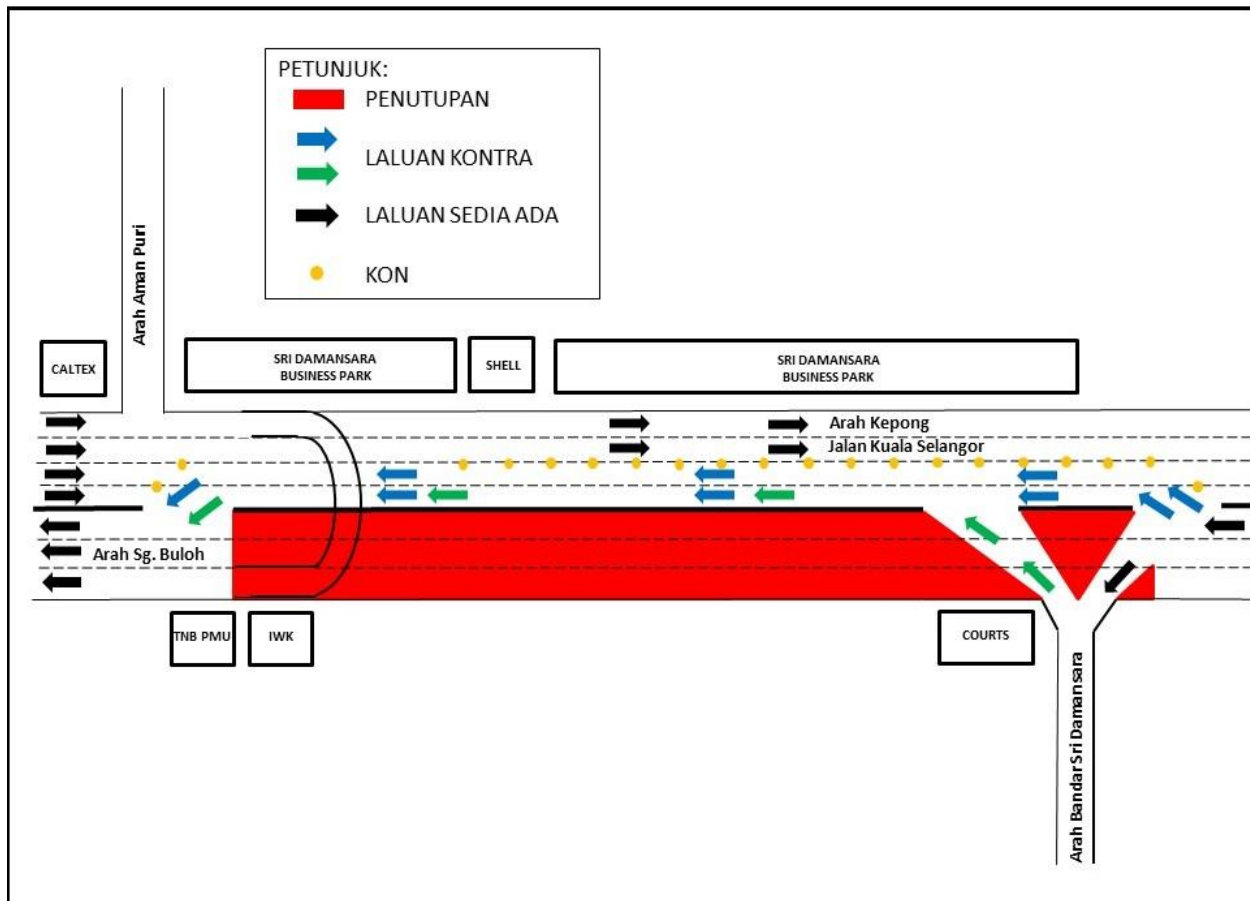 PETUNJUK:
PENUTUPAN
LALUAN KONTRA
LALUAN SEDIA ADA
KON
Arah Aman Puri
CALTEX
SRI DAMANSARA
BUSINESS PARK
SHELL
SRI DAMANSARA
BUSINESS PARK
Arah Kepong
Jalan Kuala Selangor
Arah Sg. Buloh
TNB PMU
IWK
COURTS
Arah Bandar Sri Damansara